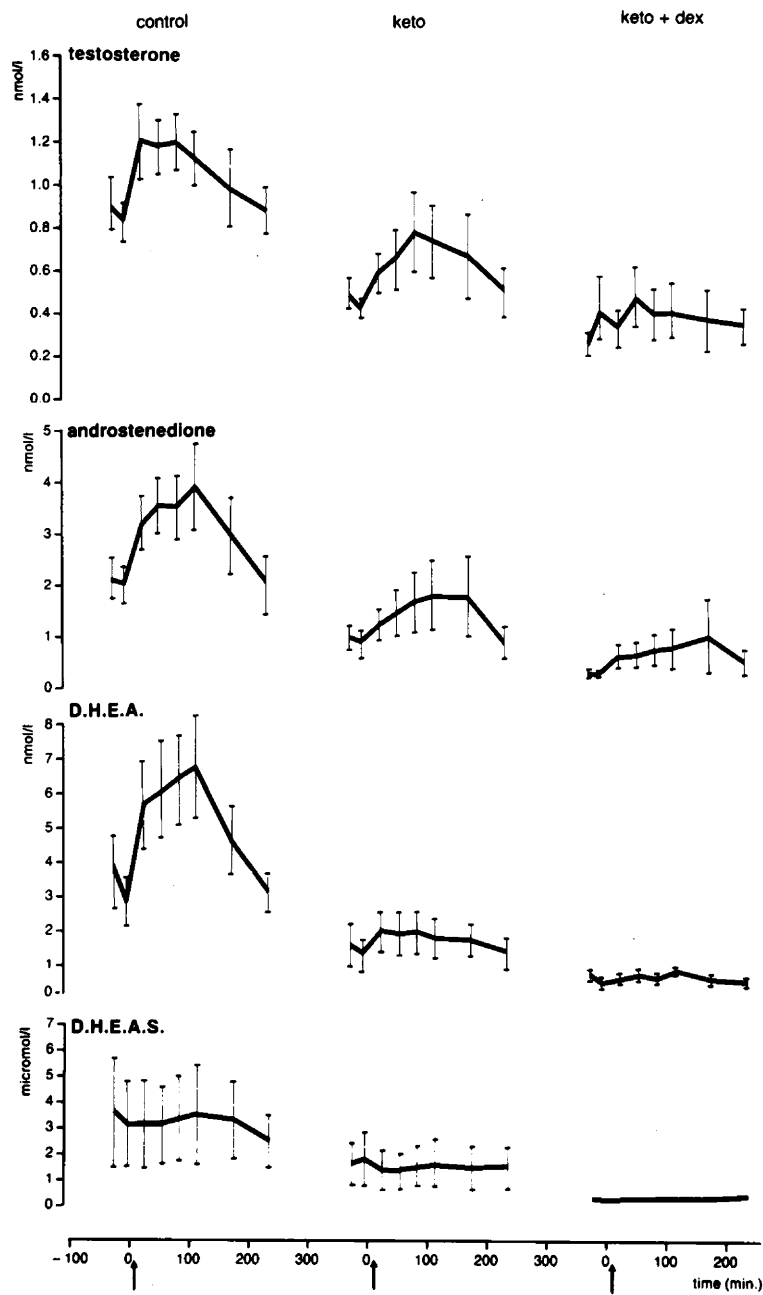 control keto keto + dex
testosterone
nmol/l
1.6
1.4
1.2
1.0
0.8
0.6
0.4
0.2
0.0
androstenedione
nmol/l
5
4
3
2
1
0
D.H.E.A.
nmol/l
8
7
6
5
4
3
2
1
0
D.H.E.A.S.
micromol/l
7
6
5
4
3
2
1
0
-100 0 100 200 300 0 100 200 300 0 100 200
time (min.)